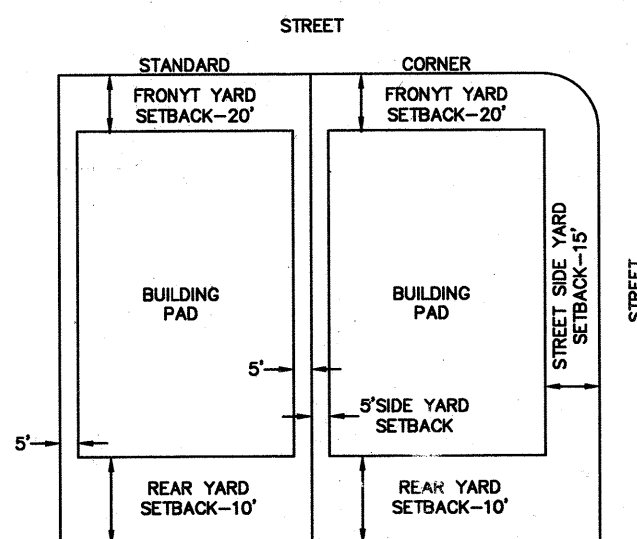 STREET
STANDARD
CORNER
FRONYT YARD
SETBACK-20'
FRONYT YARD
SETBACK-20'
BUILDING
PAD
BUILDING
PAD
STREET SIDE YARD
SETBACK-15'
STREET
5'
5'SIDE YARD
SETBACK
5'
REAR YARD
SETBACK-10'
REAR YARD
SETBACK-10'